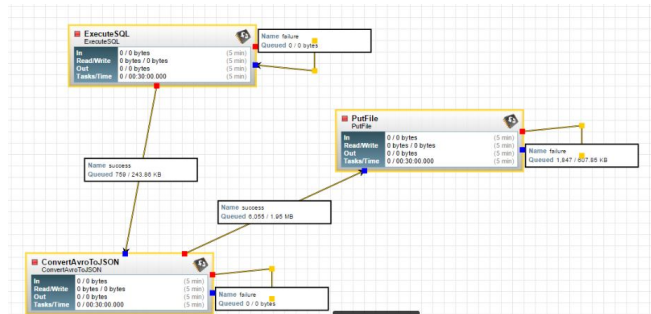 ExecuteSQL
ExecuteSQL
In 0 / 0 bytes (5 min)
Read/Write 0 bytes / 0 bytes (5 min)
Out 0 / 0 bytes (5 min)
Tasks/Time 0 / 00:30:00.000 (5 min)
Name failure
Queued 0 / 0 bytes
PutFile
PutFile
In 0 / 0 bytes (5 min)
Read/Write 0 bytes / 0 bytes (5 min)
Out 0 / 0 bytes (5 min)
Tasks/Time 0 / 00:30:00.000 (5 min)
Name failure
Queued 1,947 / 607.85 KB
Name success
Queued 759 / 243.86 KB
Name success
Queued 6,055 / 1.95 MB
ConvertAvroToJSON
ConvertAvroToJSON
In 0 / 0 bytes (5 min)
Read/Write 0 bytes / 0 bytes (5 min)
Out 0 / 0 bytes (5 min)
Tasks/Time 0 / 00:30:00.000 (5 min)
Name failure
Queued 0 / 0 bytes